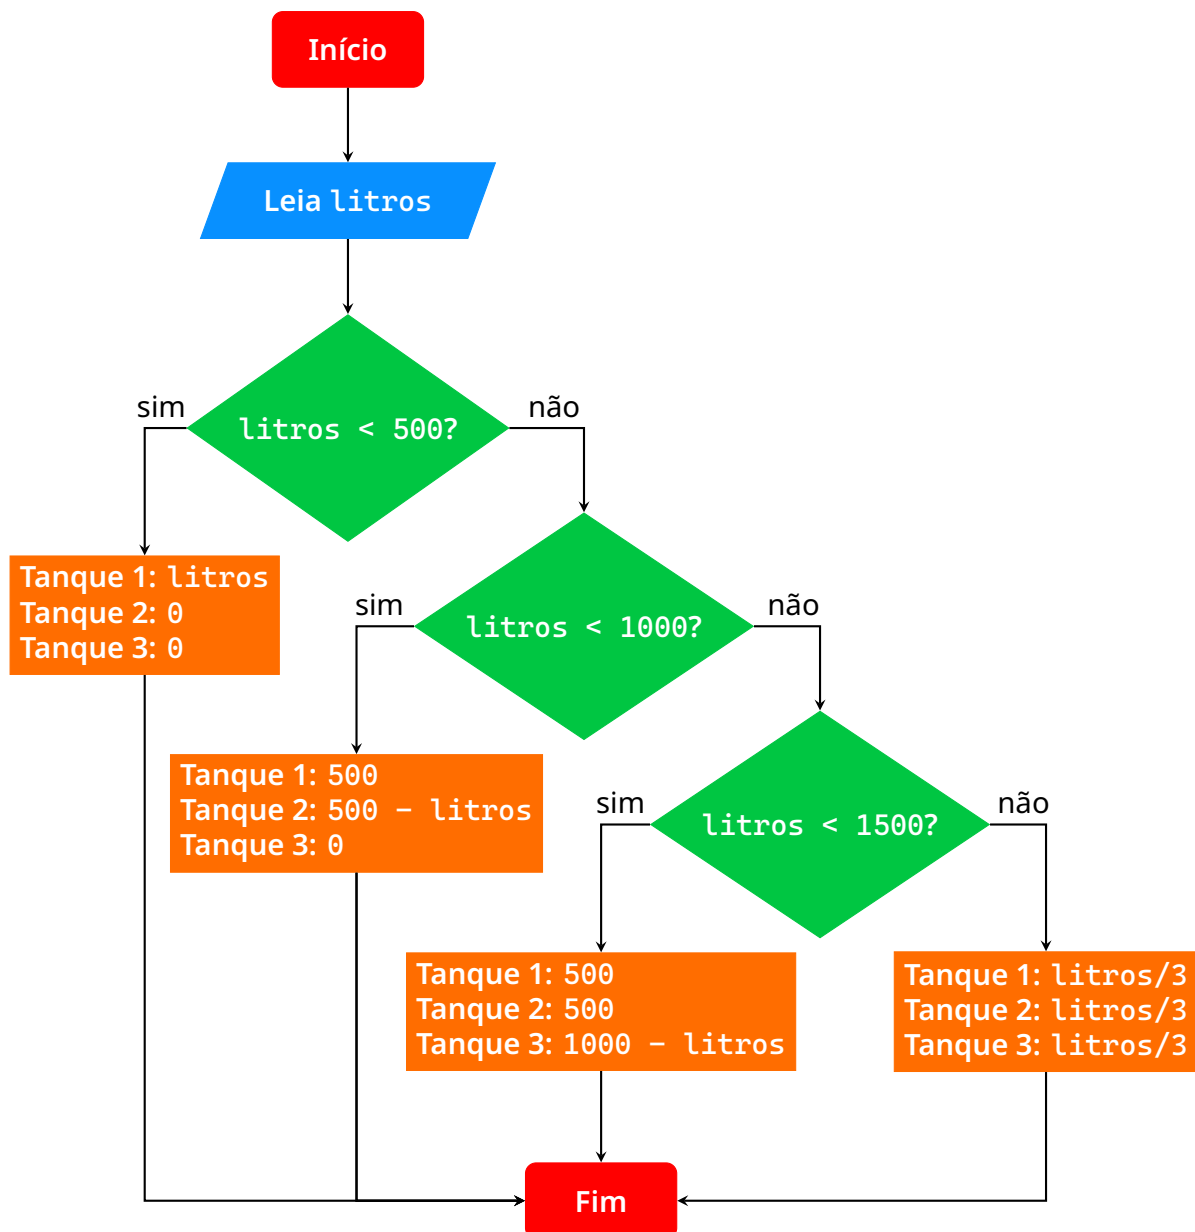 Início
Leia litros
sim
não
litros < 500?
Tanque 1: litros
Tanque 2: 0
Tanque 3: 0
sim
não
litros < 1000?
Tanque 1: 500
Tanque 2: 500 − litros
Tanque 3: 0
sim
não
litros < 1500?
Tanque 1: 500
Tanque 2: 500
Tanque 3: 1000 − litros
Tanque 1: litros/3
Tanque 2: litros/3
Tanque 3: litros/3
Fim